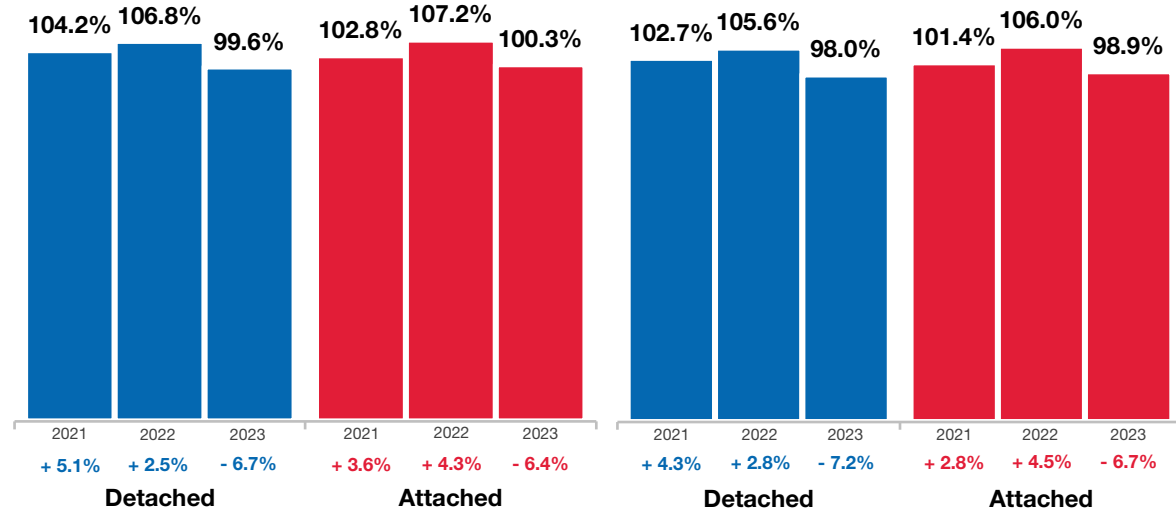 104.2% 106.8% 99.6% 102.8% 107.2% 100.3%
2021 2022 2023 2021 2022 2023
+ 5.1% + 2.5% - 6.7% + 3.6% + 4.3% - 6.4%
Detached Attached
102.7% 105.6% 98.0% 101.4% 106.0% 98.9%
2021 2022 2023 2021 2022 2023
+ 4.3% + 2.8% - 7.2% + 2.8% + 4.5% - 6.7%
Detached Attached